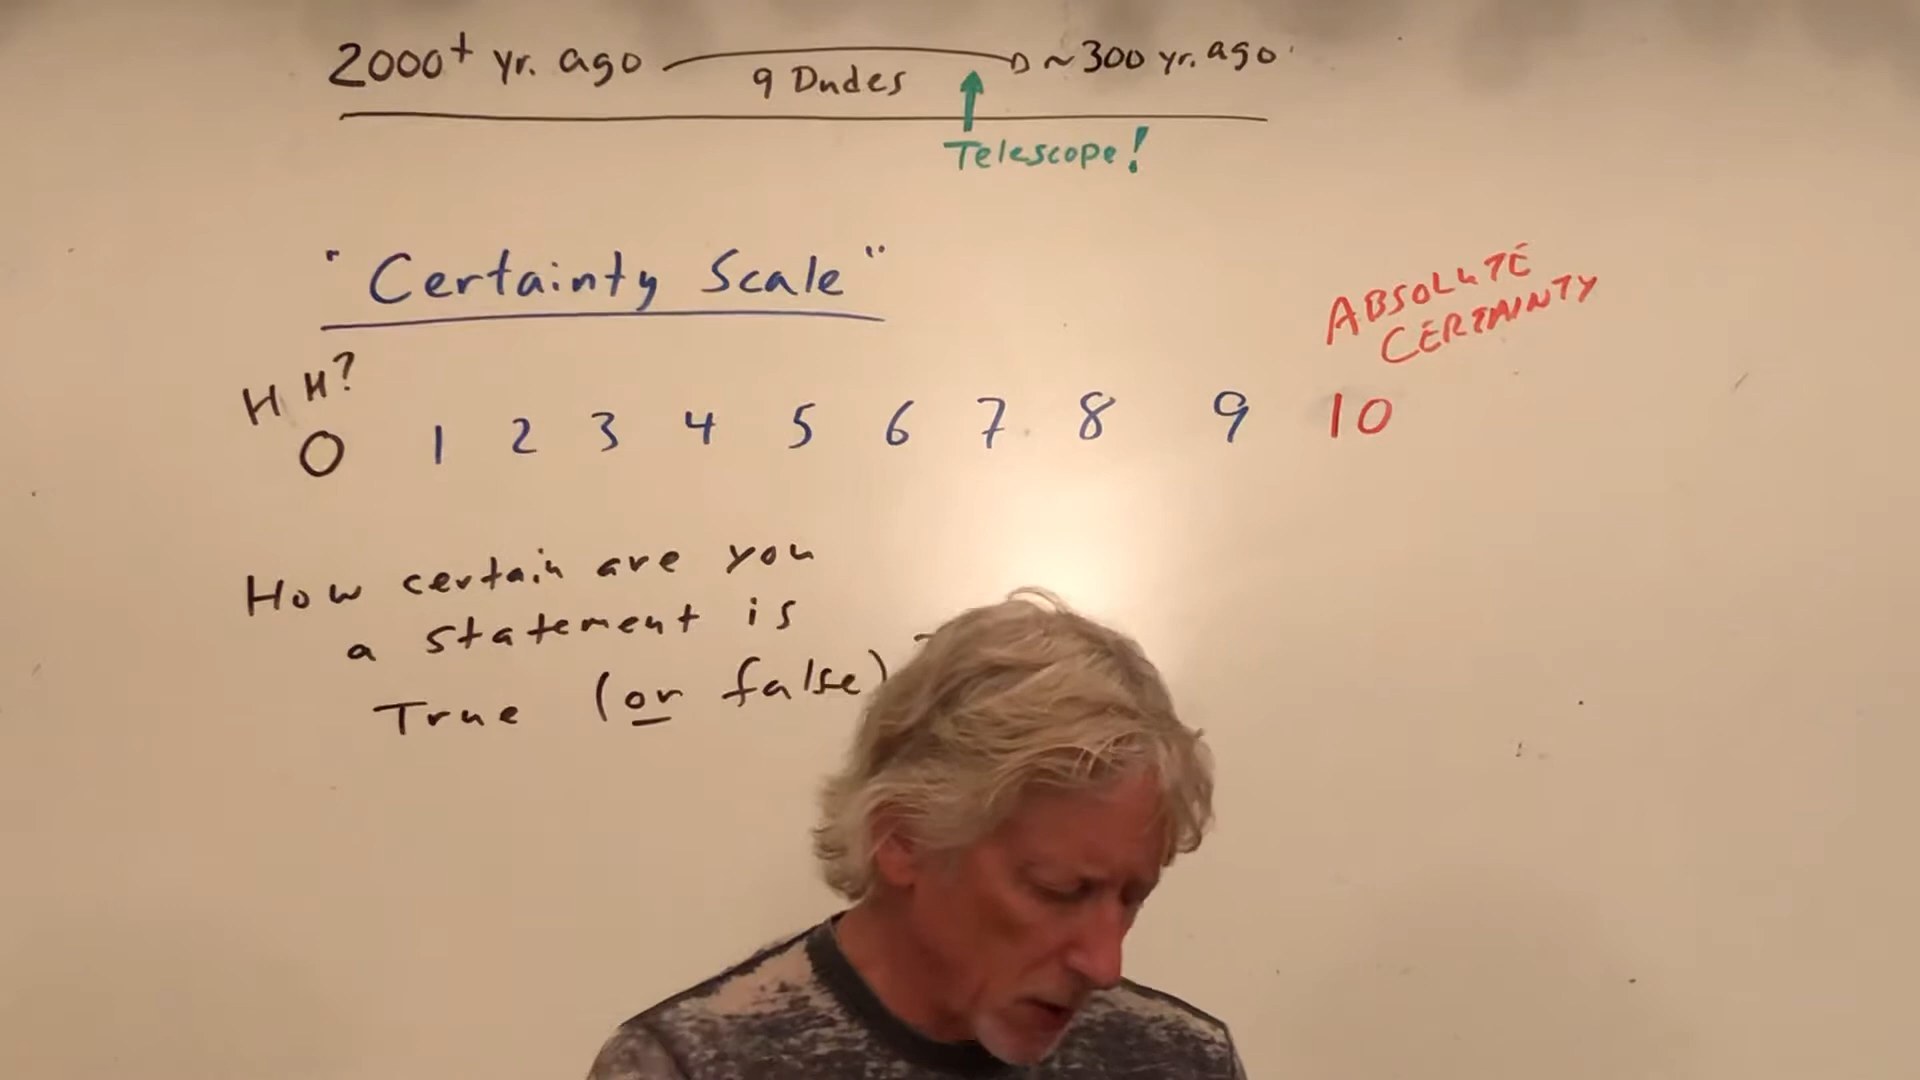 2000+ yr. ago ~300 yr. ago
9 Dudes
Telescope!
"Certainty Scale"
ABSOLUTE
CERTAINTY
H H?
0 1 2 3 4 5 6 7 8 9 10
How certain are you
a statement is
True (or false)